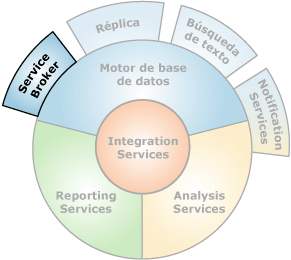 Service
Broker
Réplica
Búsqueda
de texto
Notification
Services
Motor de base
de datos
Integration
Services
Reporting
Services
Analysis
Services